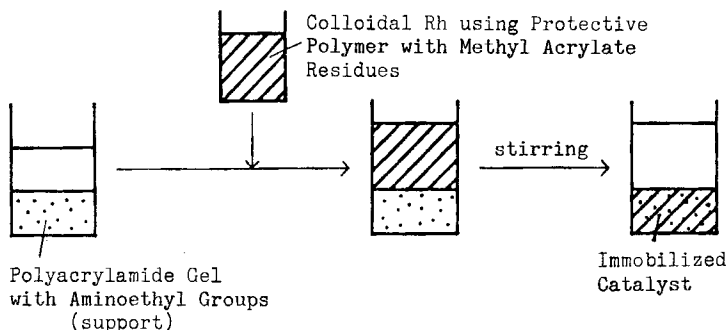 Colloidal Rh using Protective
Polymer with Methyl Acrylate
Residues
stirring
Polyacrylamide Gel
with Aminoethyl Groups
(support)
Immobilized
Catalyst